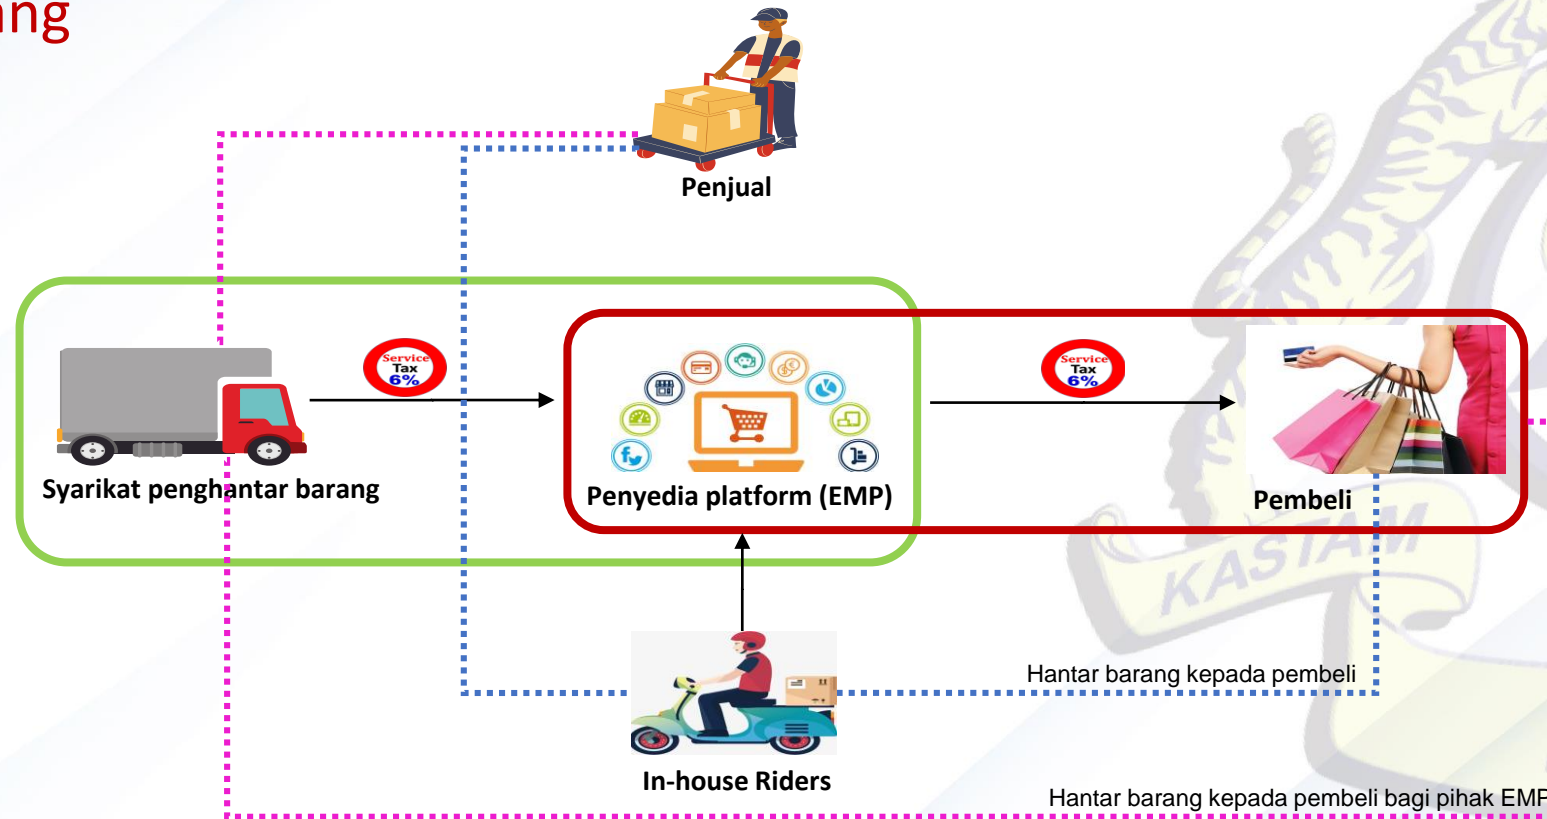 ang
Penjual
Service
Tax
6%
Service
Tax
6%
Syarikat penghantar barang
Penyedia platform (EMP)
Pembeli
KASTAM
Hantar barang kepada pembeli
In-house Riders
Hantar barang kepada pembeli bagi pihak EMP